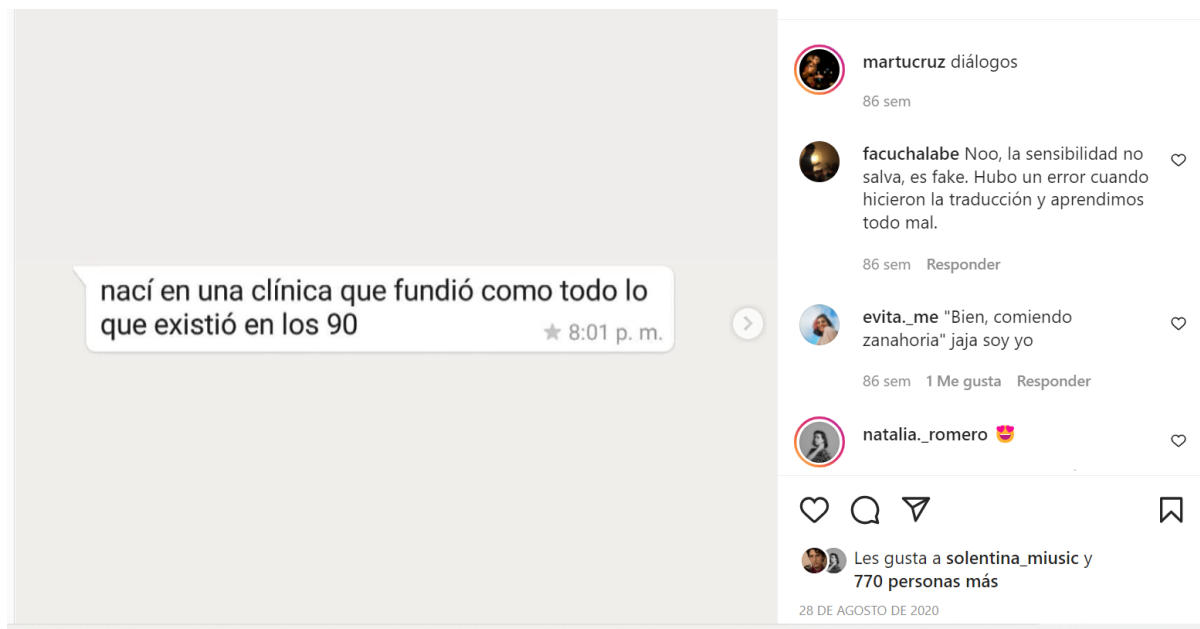 nací en una clínica que fundió como todo lo
que existió en los 90
★ 8:01 p. m.
martucruz diálogos
86 sem
facuchalabe Noo, la sensibilidad no
salva, es fake. Hubo un error cuando
hicieron la traducción y aprendimos
todo mal.
86 sem Responder
evita._me "Bien, comiendo
zanahoria" jaja soy yo
86 sem 1 Me gusta Responder
natalia._romero 😍
Les gusta a solentina_miusic y
770 personas más
28 DE AGOSTO DE 2020